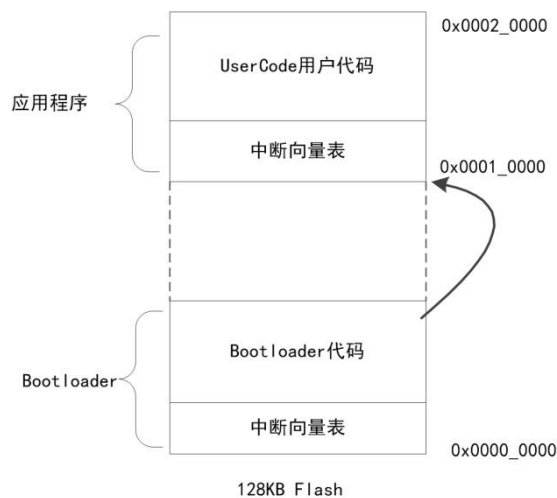 0x0002_0000
UserCode用户代码
应用程序
中断向量表
0x0001_0000
Bootloader代码
Bootloader
中断向量表
0x0000_0000
128KB Flash